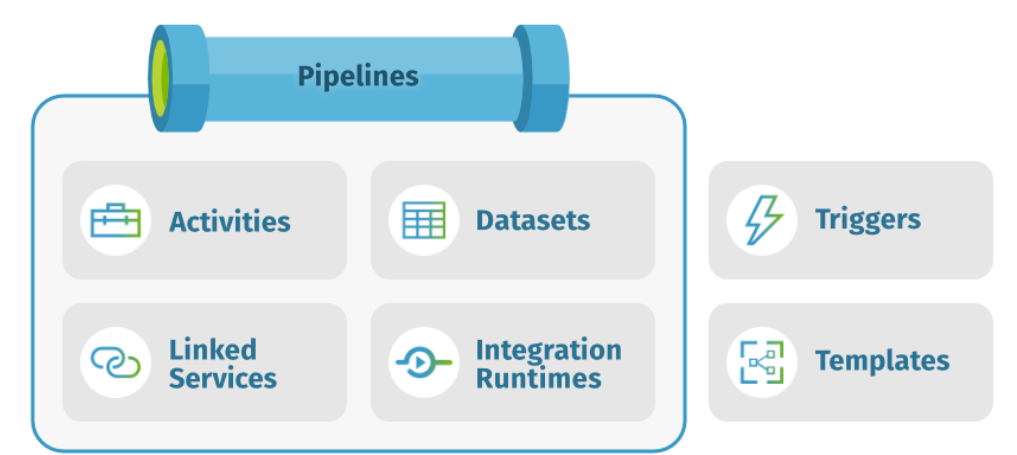 Pipelines
Activities
Datasets
Triggers
Linked
Services
Integration
Runtimes
Templates